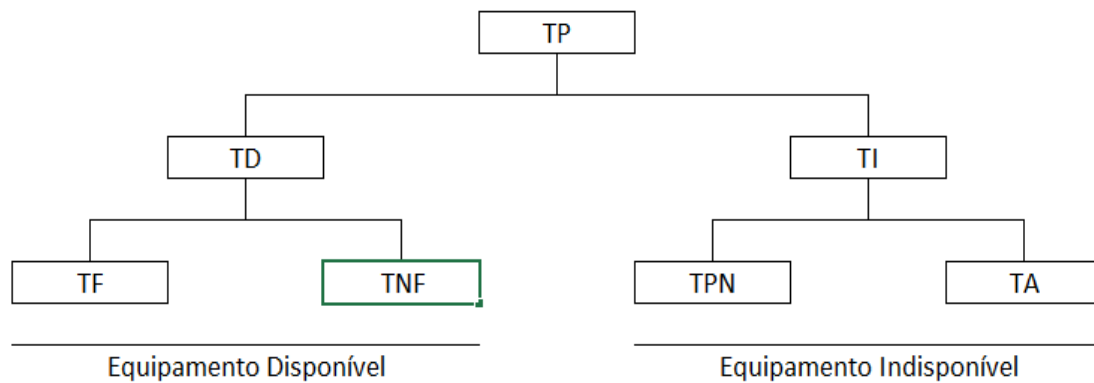 TP
TD
TI
TF
TNF
TPN
TA
Equipamento Disponível
Equipamento Indisponível